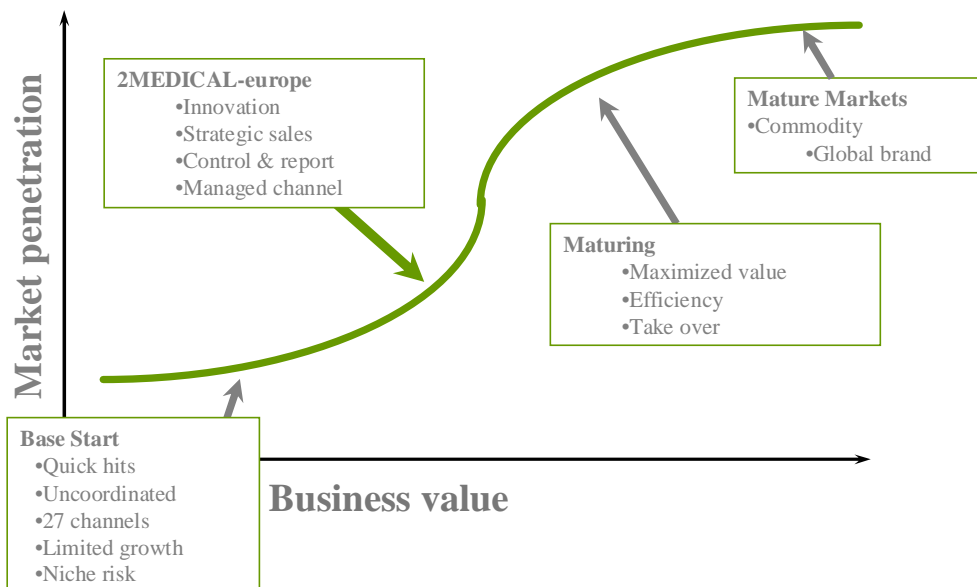 2MEDICAL-europe
•Innovation
•Strategic sales
•Control & report
•Managed channel
Mature Markets
•Commodity
•Global brand
Maturing
•Maximized value
•Efficiency
•Take over
Market penetration
Base Start
•Quick hits
•Uncoordinated
•27 channels
•Limited growth
•Niche risk
Business value